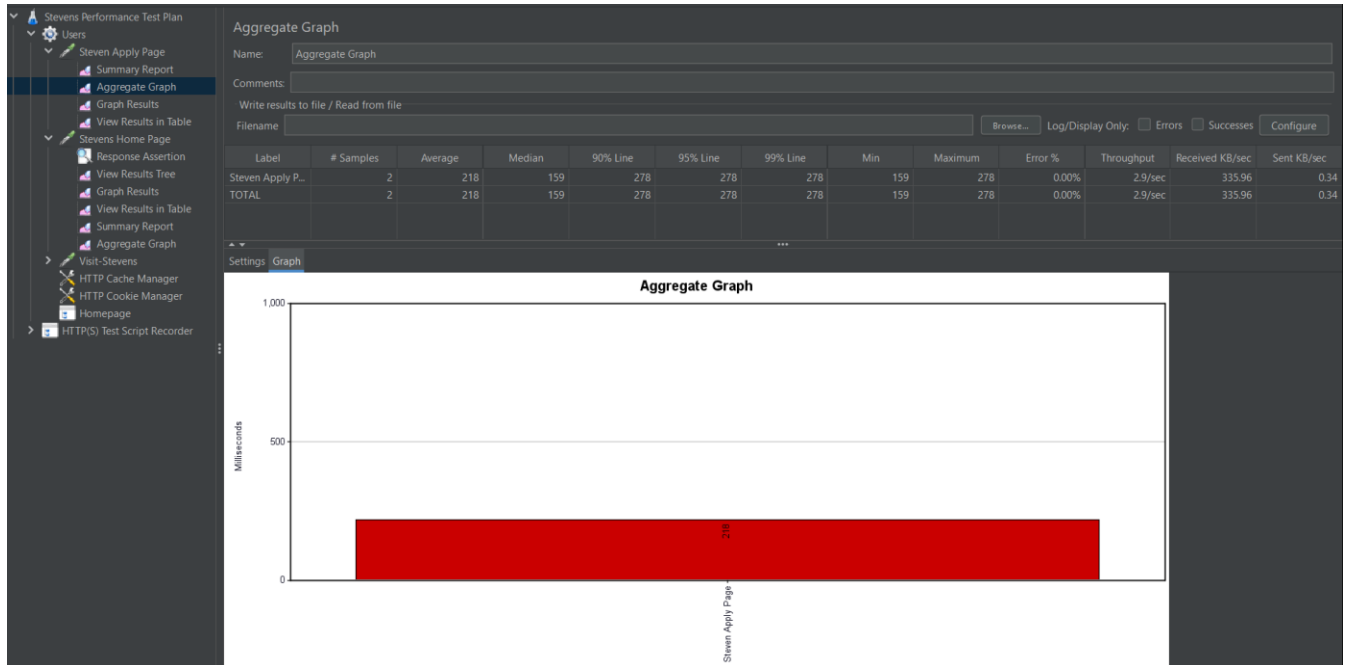 Stevens Performance Test Plan
Users
Steven Apply Page
Summary Report
Aggregate Graph
Graph Results
View Results in Table
Stevens Home Page
Response Assertion
View Results Tree
Graph Results
View Results in Table
Summary Report
Aggregate Graph
Visit-Stevens
HTTP Cache Manager
HTTP Cookie Manager
Homepage
HTTP(S) Test Script Recorder
Aggregate Graph
Name: Aggregate Graph
Comments:
Write results to file / Read from file
Filename Browse... Log/Display Only: Errors Successes Configure
Label # Samples Average Median 90% Line 95% Line 99% Line Min Maximum Error % Throughput Received KB/sec Sent KB/sec
Steven Apply P... 2 218 159 278 278 278 159 278 0.00% 2.9/sec 335.96 0.34
TOTAL 2 218 159 278 278 278 159 278 0.00% 2.9/sec 335.96 0.34
Settings Graph
Aggregate Graph
1,000
Milliseconds
500
218
0
Steven Apply Page